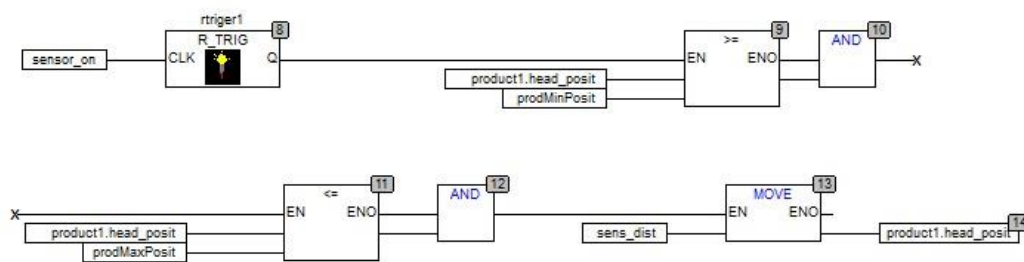 rtriger1
8
R_TRIG
sensor_on
CLK
Q
9
>=
EN
ENO
product1.head_posit
prodMinPosit
10
AND
X
X
11
<=
EN
ENO
product1.head_posit
prodMaxPosit
12
AND
13
MOVE
EN
ENO
sens_dist
14
product1.head_posit